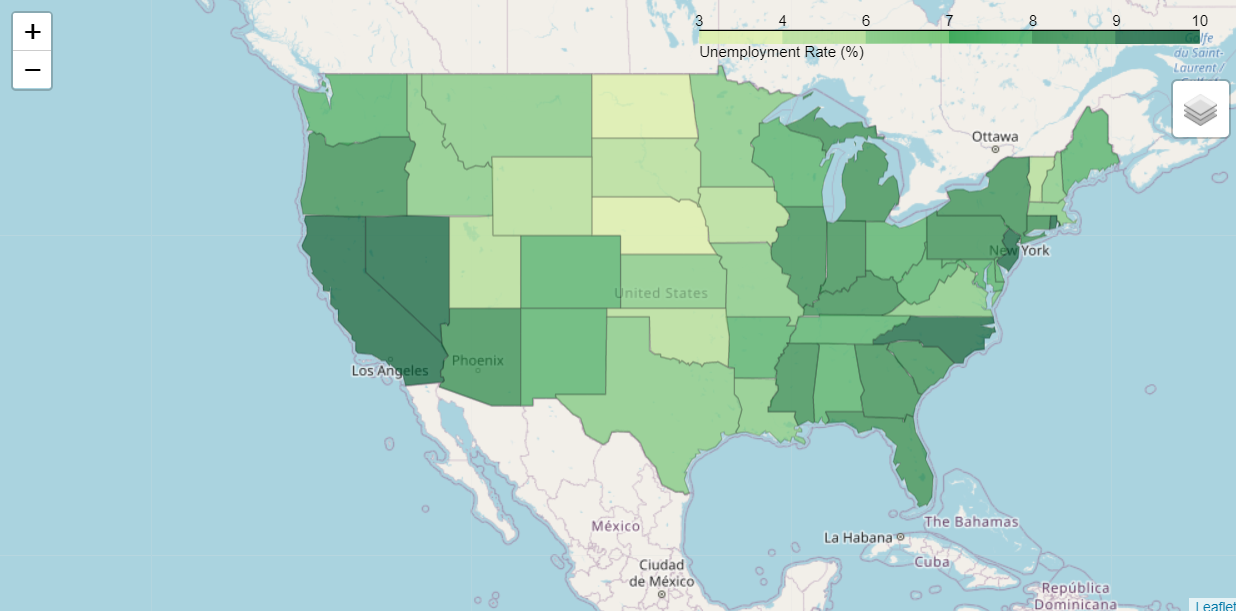 +
−
3 4 6 7 8 9 10
Unemployment Rate (%)
Golfe
du Saint-
Laurent /
Ottawa
New York
United States
Phoenix
Los Angeles
México
Ciudad
de México
La Habana
Cuba
The Bahamas
República
Dominicana
Leaflet